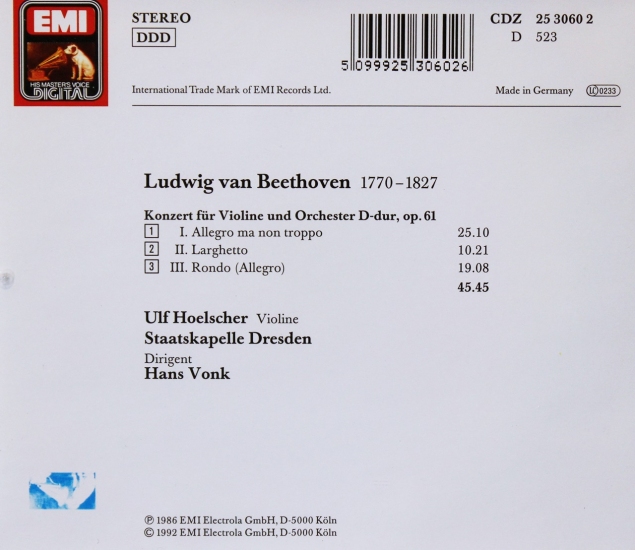 EMI
HIS MASTER'S VOICE
DIGITAL
STEREO
DDD
5 099925 306026
CDZ 25 3060 2
D 523
International Trade Mark of EMI Records Ltd.
Made in Germany LC 0233
Ludwig van Beethoven 1770–1827
Konzert für Violine und Orchester D-dur, op. 61
1 I. Allegro ma non troppo 25.10
2 II. Larghetto 10.21
3 III. Rondo (Allegro) 19.08
45.45
Ulf Hoelscher Violine
Staatskapelle Dresden
Dirigent
Hans Vonk
℗ 1986 EMI Electrola GmbH, D-5000 Köln
© 1992 EMI Electrola GmbH, D-5000 Köln